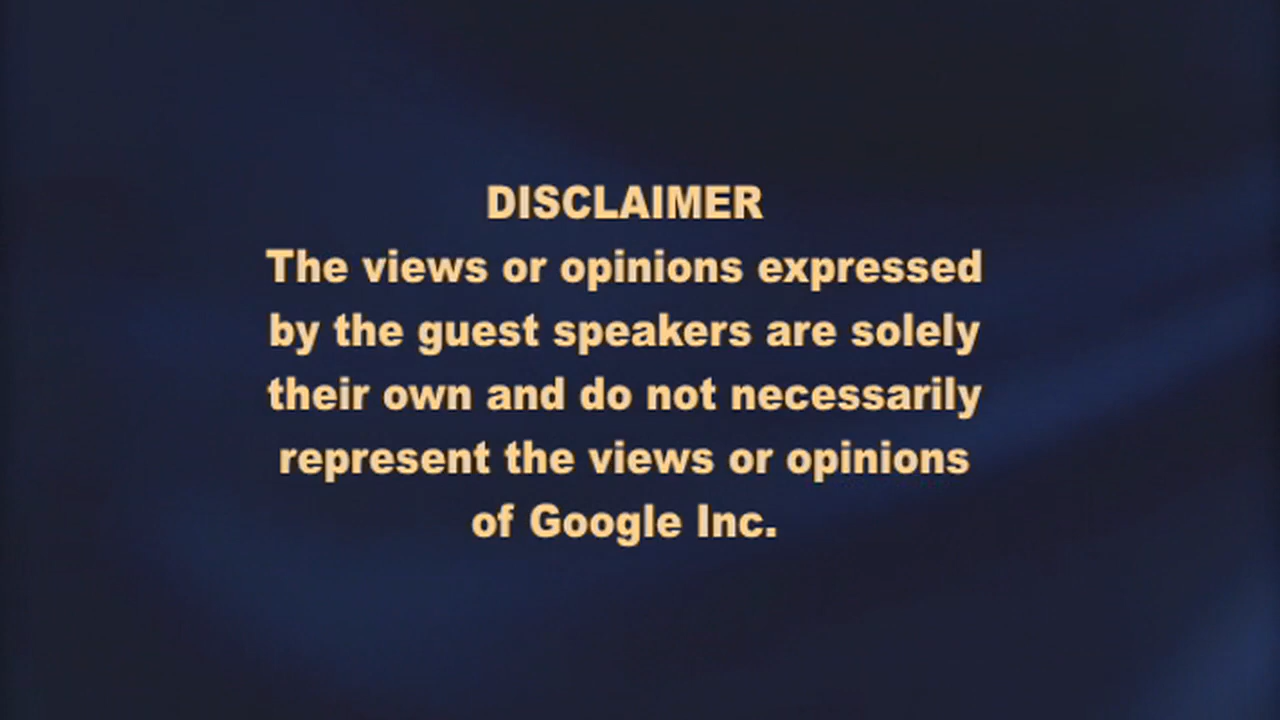 DISCLAIMER
The views or opinions expressed
by the guest speakers are solely
their own and do not necessarily
represent the views or opinions
of Google Inc.